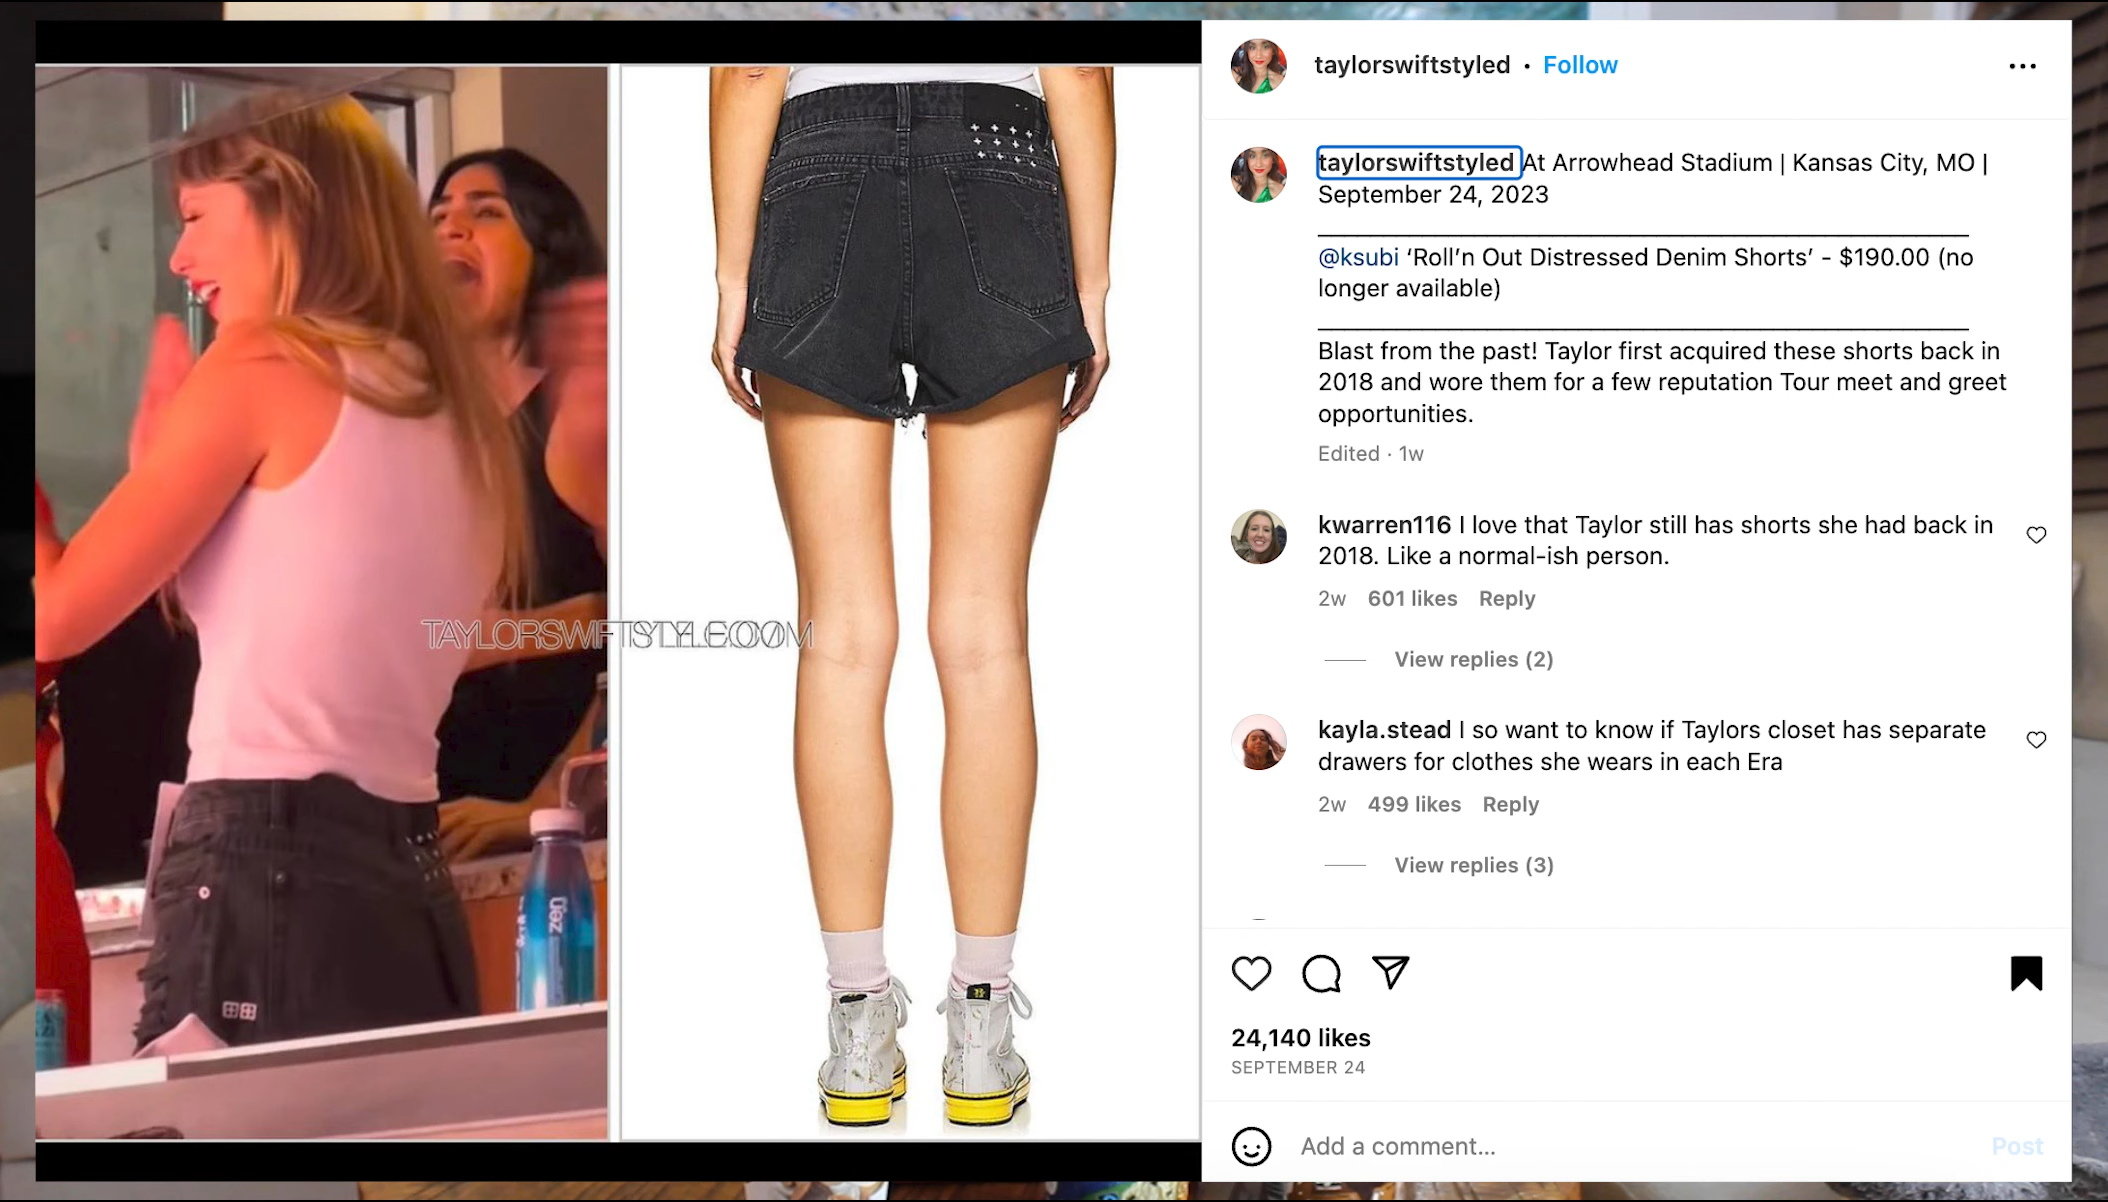 taylorswiftstyled • Follow
taylorswiftstyled At Arrowhead Stadium | Kansas City, MO |
September 24, 2023
@ksubi ‘Roll’n Out Distressed Denim Shorts’ - $190.00 (no
longer available)
Blast from the past! Taylor first acquired these shorts back in
2018 and wore them for a few reputation Tour meet and greet
opportunities.
Edited · 1w
kwarren116 I love that Taylor still has shorts she had back in
2018. Like a normal-ish person.
2w 601 likes Reply
View replies (2)
kayla.stead I so want to know if Taylors closet has separate
drawers for clothes she wears in each Era
2w 499 likes Reply
View replies (3)
24,140 likes
SEPTEMBER 24
Add a comment...
Post